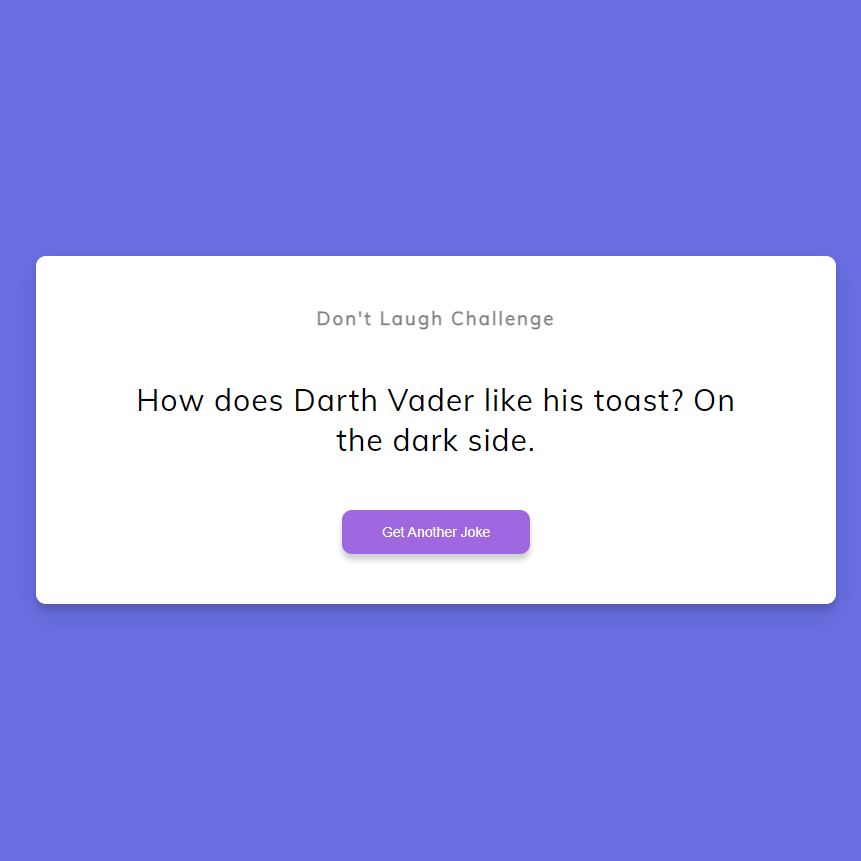 Don't Laugh Challenge
How does Darth Vader like his toast? On
the dark side.
Get Another Joke